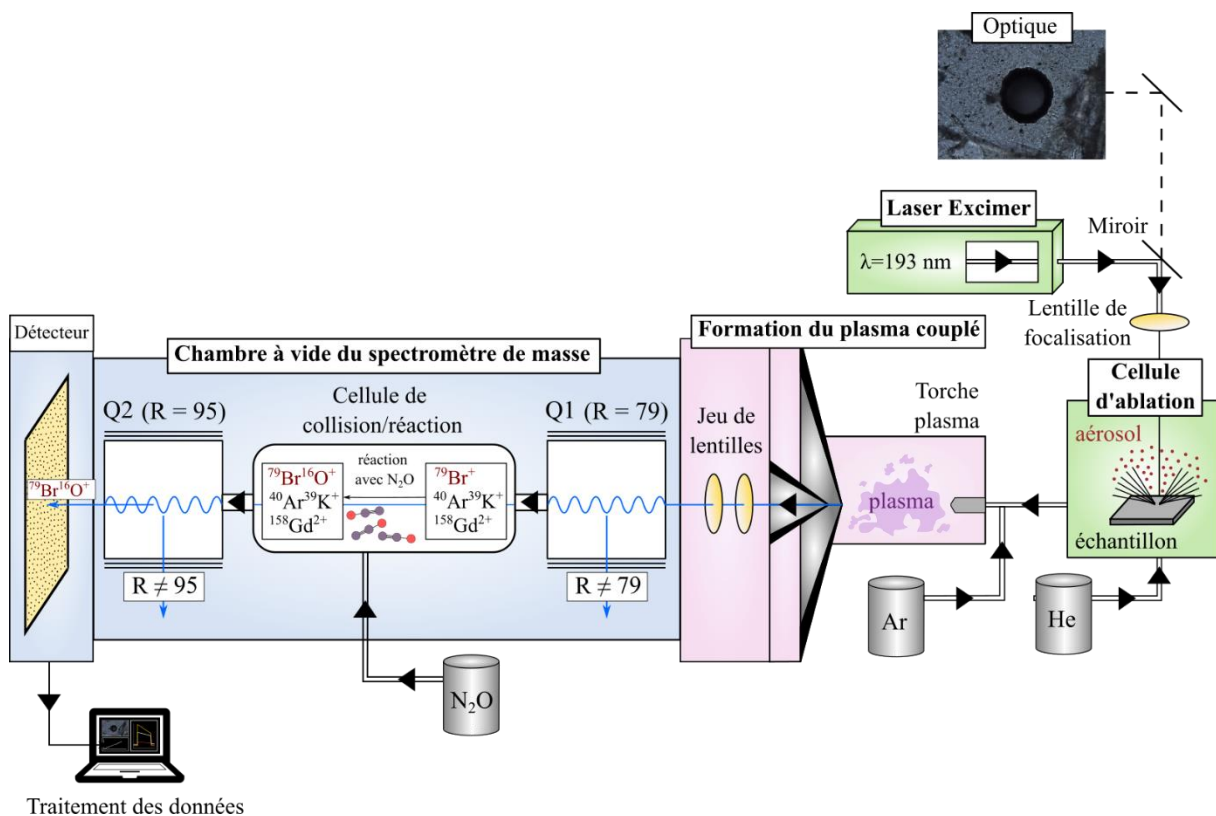 Optique
Laser Excimer
λ=193 nm
Miroir
Lentille de
focalisation
Cellule
d'ablation
aérosol
échantillon
Formation du plasma couplé
Torche
plasma
plasma
Jeu de
lentilles
Ar
He
Détecteur
Chambre à vide du spectromètre de masse
Cellule de
collision/réaction
Q2 (R = 95)
Q1 (R = 79)
réaction
avec N₂O
⁷⁹Br¹⁶O⁺
⁴⁰Ar³⁹K⁺
¹⁵⁸Gd²⁺
⁷⁹Br⁺
⁴⁰Ar³⁹K⁺
¹⁵⁸Gd²⁺
⁷⁹Br¹⁶O⁺
R ≠ 95
R ≠ 79
N₂O
Traitement des données